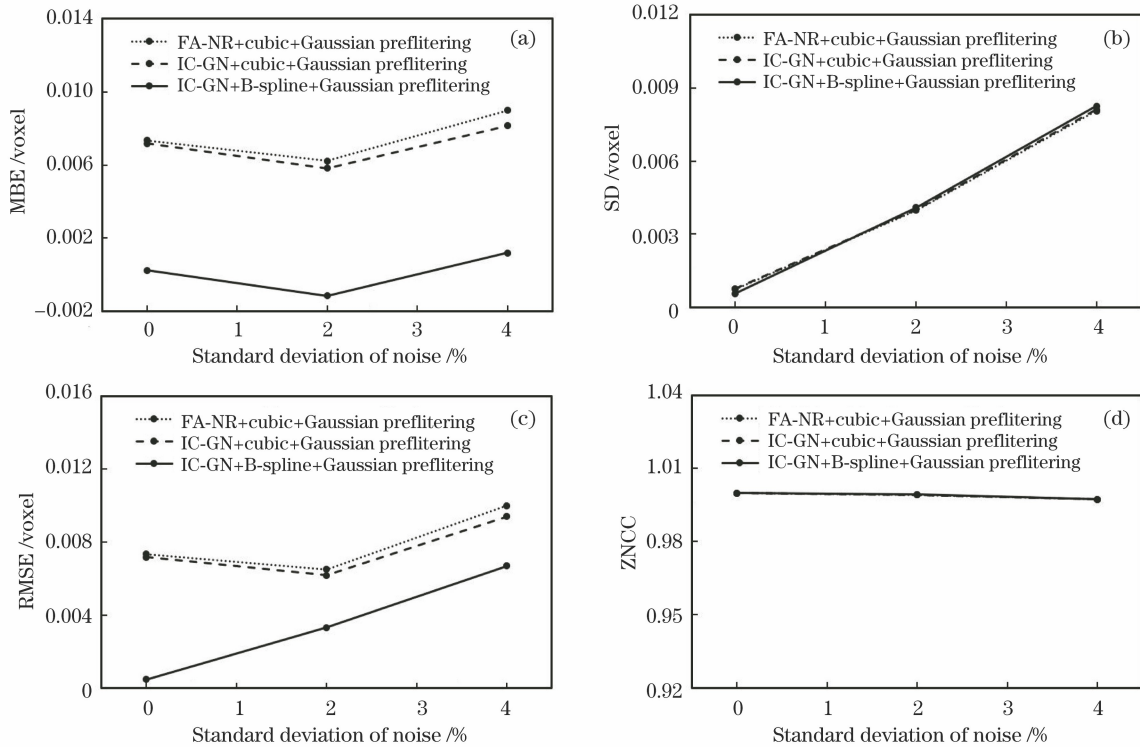 0.014
0.010
0.006
0.002
−0.002
MBE /voxel
FA-NR+cubic+Gaussian preflitering
IC-GN+cubic+Gaussian preflitering
IC-GN+B-spline+Gaussian preflitering
(a)
0 1 2 3 4
Standard deviation of noise /%
0.012
0.009
0.006
0.003
0
SD /voxel
FA-NR+cubic+Gaussian preflitering
IC-GN+cubic+Gaussian preflitering
IC-GN+B-spline+Gaussian preflitering
(b)
0 1 2 3 4
Standard deviation of noise /%
0.016
0.012
0.008
0.004
0
RMSE /voxel
FA-NR+cubic+Gaussian preflitering
IC-GN+cubic+Gaussian preflitering
IC-GN+B-spline+Gaussian preflitering
(c)
0 1 2 3 4
Standard deviation of noise /%
1.04
1.01
0.98
0.95
0.92
ZNCC
FA-NR+cubic+Gaussian preflitering
IC-GN+cubic+Gaussian preflitering
IC-GN+B-spline+Gaussian preflitering
(d)
0 1 2 3 4
Standard deviation of noise /%